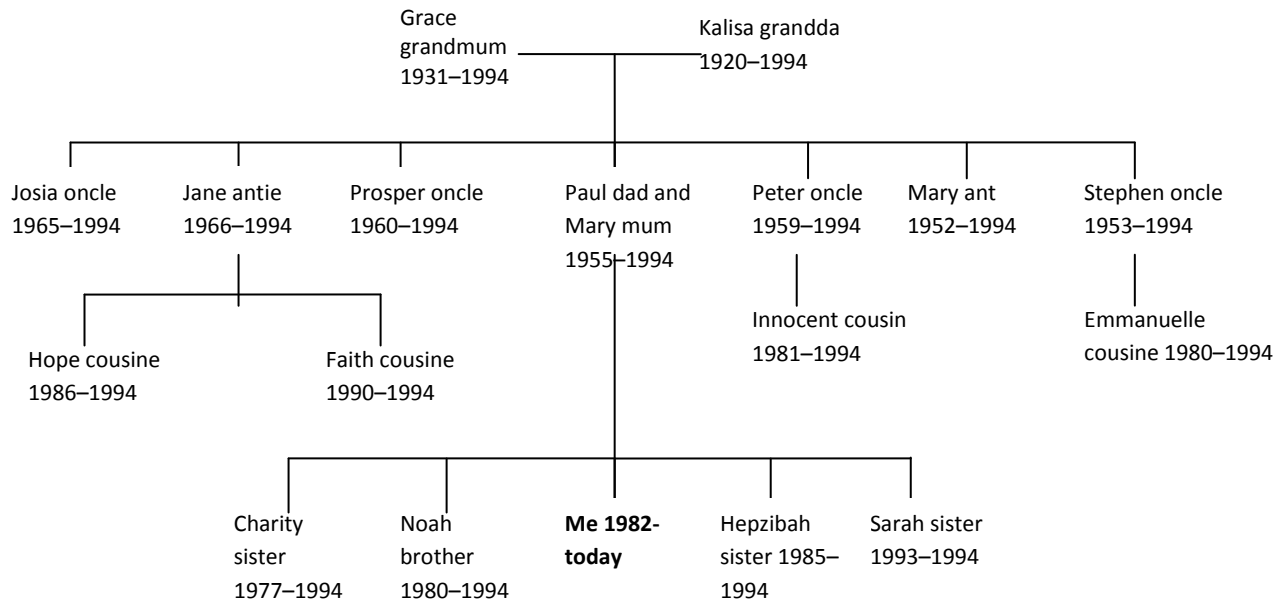 Grace
grandmum
1931–1994
Kalisa grandda
1920–1994
Josia oncle
1965–1994
Jane antie
1966–1994
Prosper oncle
1960–1994
Paul dad and
Mary mum
1955–1994
Peter oncle
1959–1994
Mary ant
1952–1994
Stephen oncle
1953–1994
Hope cousine
1986–1994
Faith cousine
1990–1994
Innocent cousin
1981–1994
Emmanuelle
cousine 1980–1994
Charity
sister
1977–1994
Noah
brother
1980–1994
Me 1982-
today
Hepzibah
sister 1985–
1994
Sarah sister
1993–1994